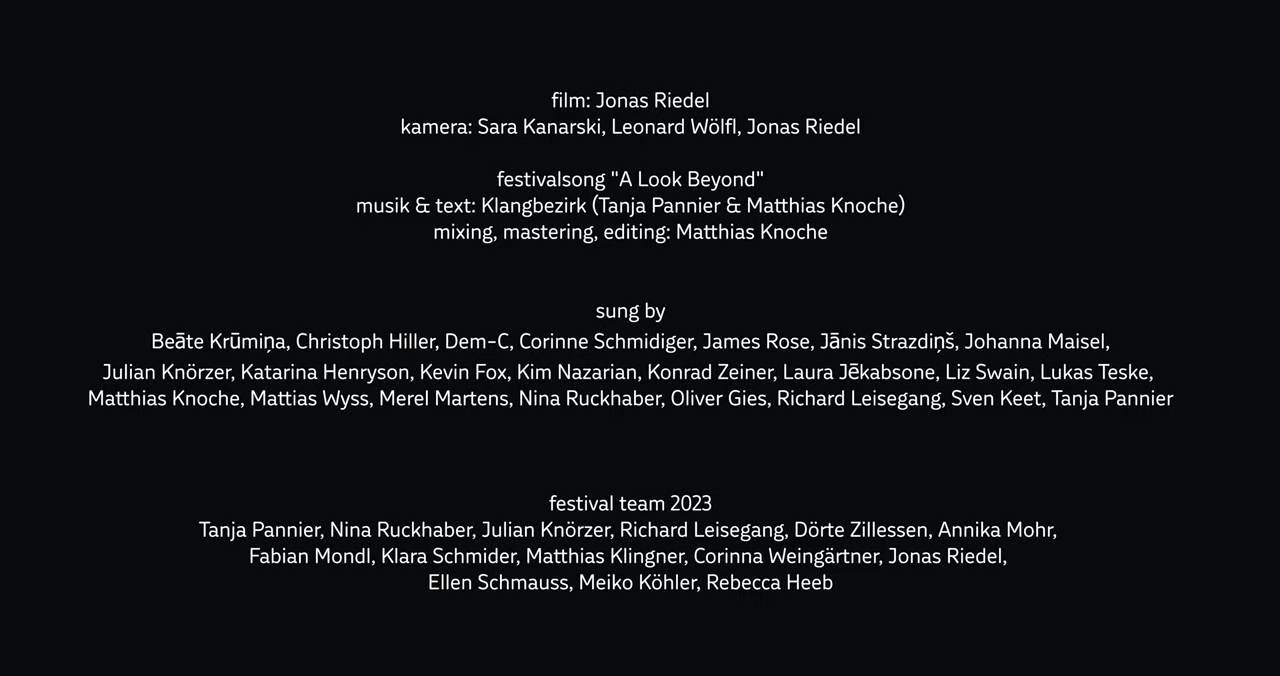 film: Jonas Riedel
kamera: Sara Kanarski, Leonard Wölfl, Jonas Riedel
festivalsong "A Look Beyond"
musik & text: Klangbezirk (Tanja Pannier & Matthias Knoche)
mixing, mastering, editing: Matthias Knoche
sung by
Beāte Krūmiņa, Christoph Hiller, Dem-C, Corinne Schmidiger, James Rose, Jānis Strazdiņš, Johanna Maisel,
Julian Knörzer, Katarina Henryson, Kevin Fox, Kim Nazarian, Konrad Zeiner, Laura Jēkabsone, Liz Swain, Lukas Teske,
Matthias Knoche, Mattias Wyss, Merel Martens, Nina Ruckhaber, Oliver Gies, Richard Leisegang, Sven Keet, Tanja Pannier
festival team 2023
Tanja Pannier, Nina Ruckhaber, Julian Knörzer, Richard Leisegang, Dörte Zillessen, Annika Mohr,
Fabian Mondl, Klara Schmider, Matthias Klingner, Corinna Weingärtner, Jonas Riedel,
Ellen Schmauss, Meiko Köhler, Rebecca Heeb